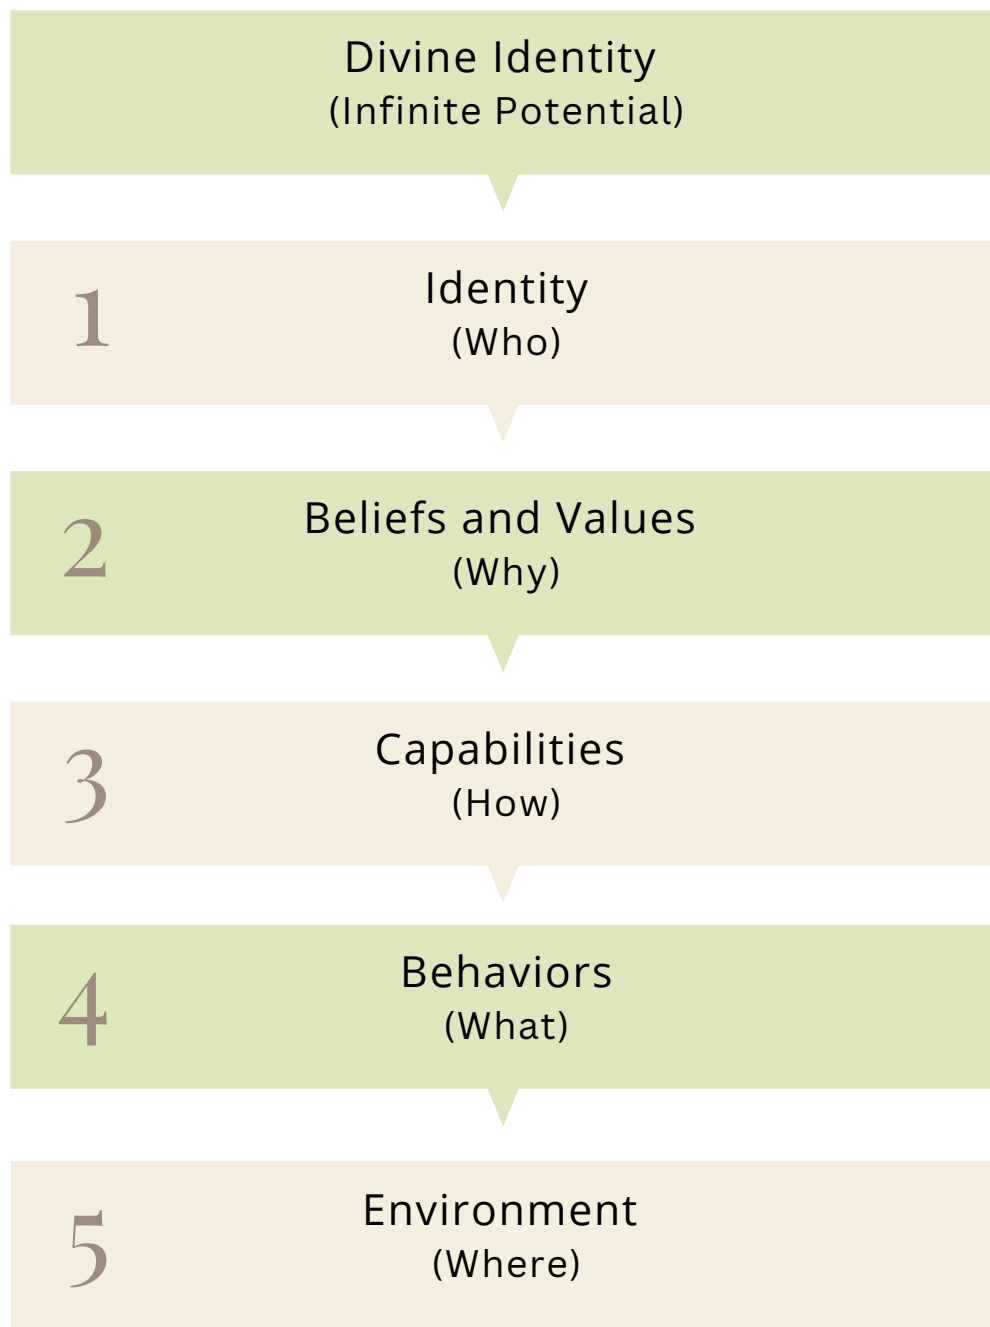 Divine Identity
(Infinite Potential)
1
Identity
(Who)
2
Beliefs and Values
(Why)
3
Capabilities
(How)
4
Behaviors
(What)
5
Environment
(Where)